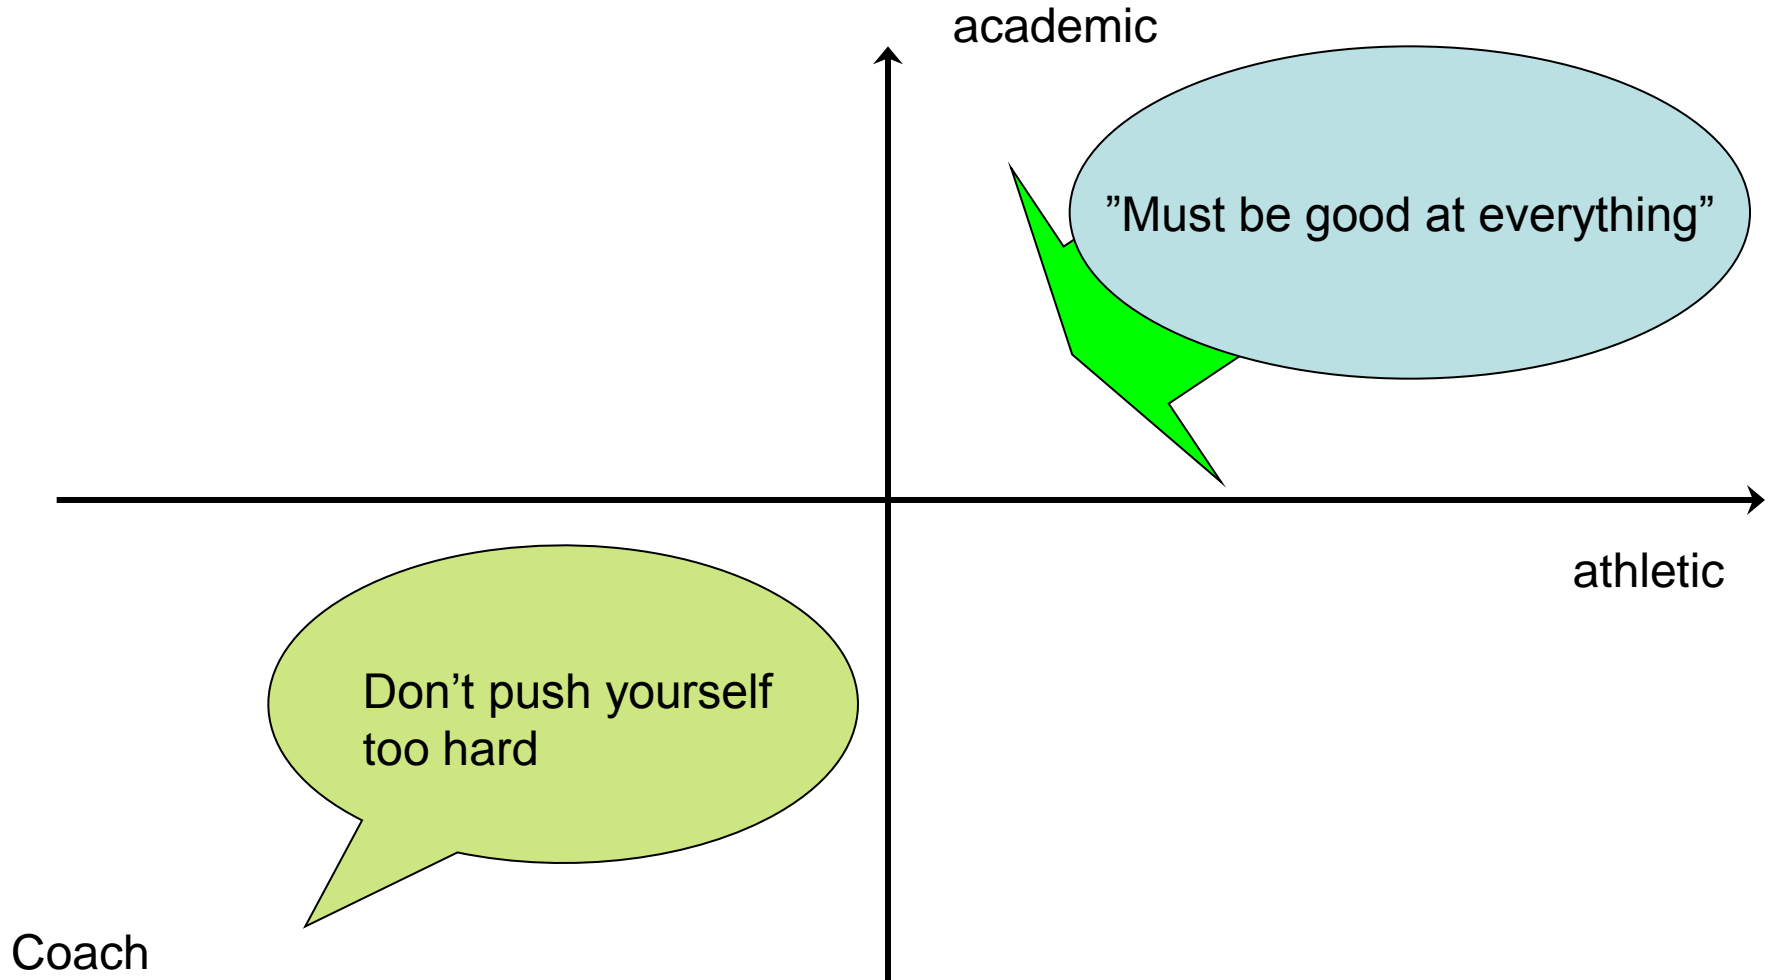 academic
”Must be good at everything”
athletic
Don’t push yourself
too hard
Coach